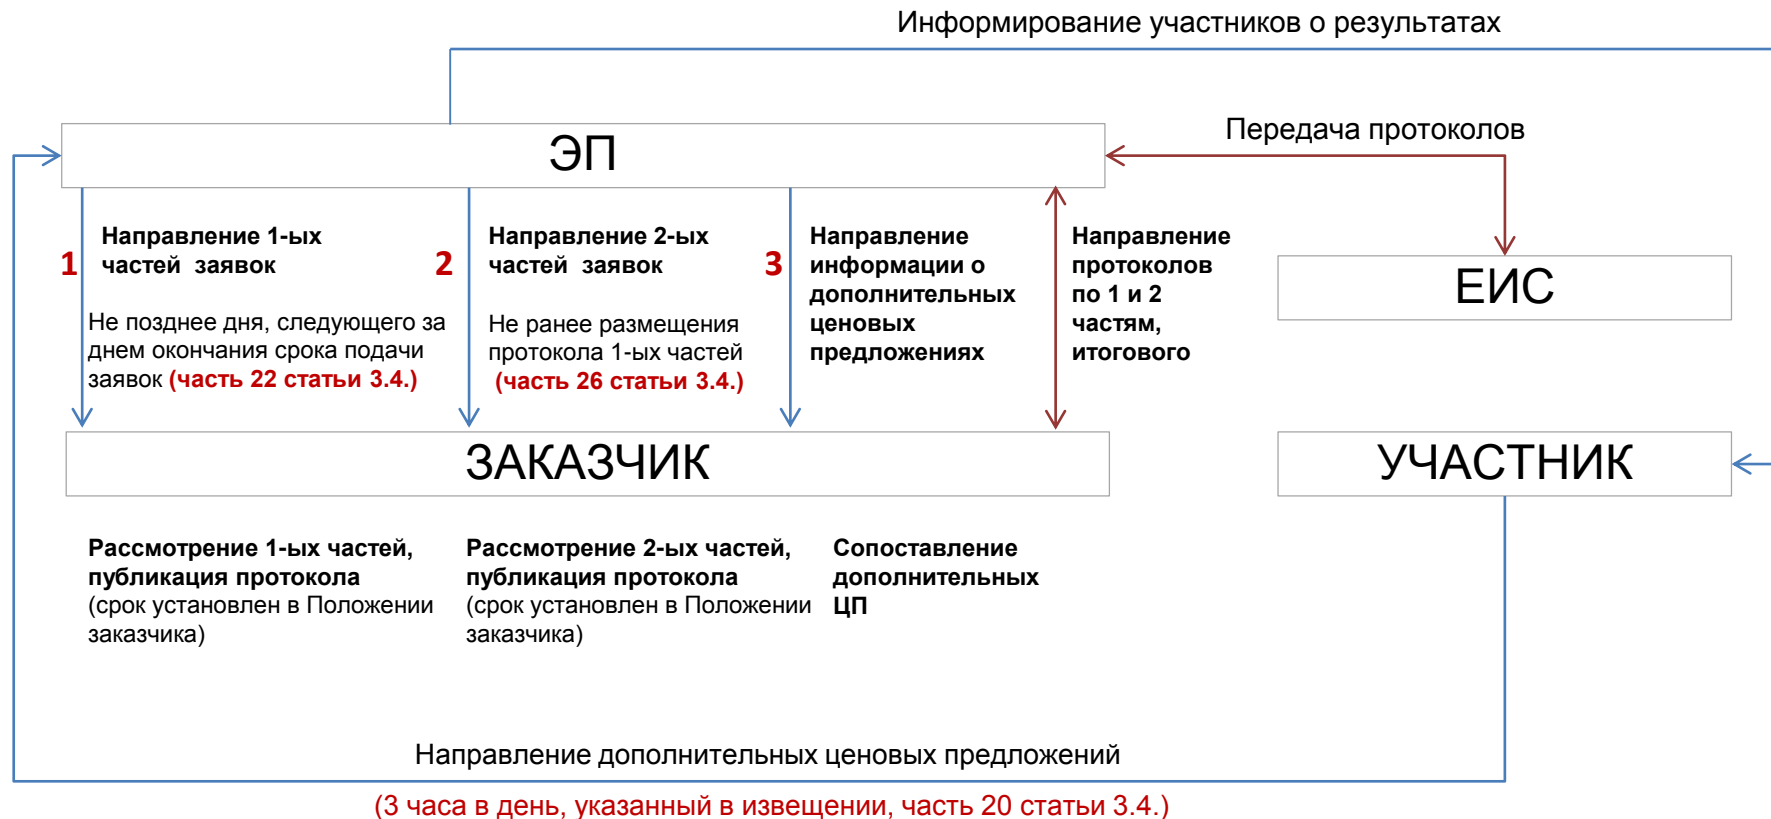 Информирование участников о результатах
ЭП
Передача протоколов
1
Направление 1-ых
частей заявок
Не позднее дня, следующего за
днем окончания срока подачи
заявок (часть 22 статьи 3.4.)
2
Направление 2-ых
частей заявок
Не ранее размещения
протокола 1-ых частей
(часть 26 статьи 3.4.)
3
Направление
информации о
дополнительных
ценовых
предложениях
Направление
протоколов
по 1 и 2
частям,
итогового
ЕИС
ЗАКАЗЧИК
УЧАСТНИК
Рассмотрение 1-ых частей,
публикация протокола
(срок установлен в Положении
заказчика)
Рассмотрение 2-ых частей,
публикация протокола
(срок установлен в Положении
заказчика)
Сопоставление
дополнительных
ЦП
Направление дополнительных ценовых предложений
(3 часа в день, указанный в извещении, часть 20 статьи 3.4.)